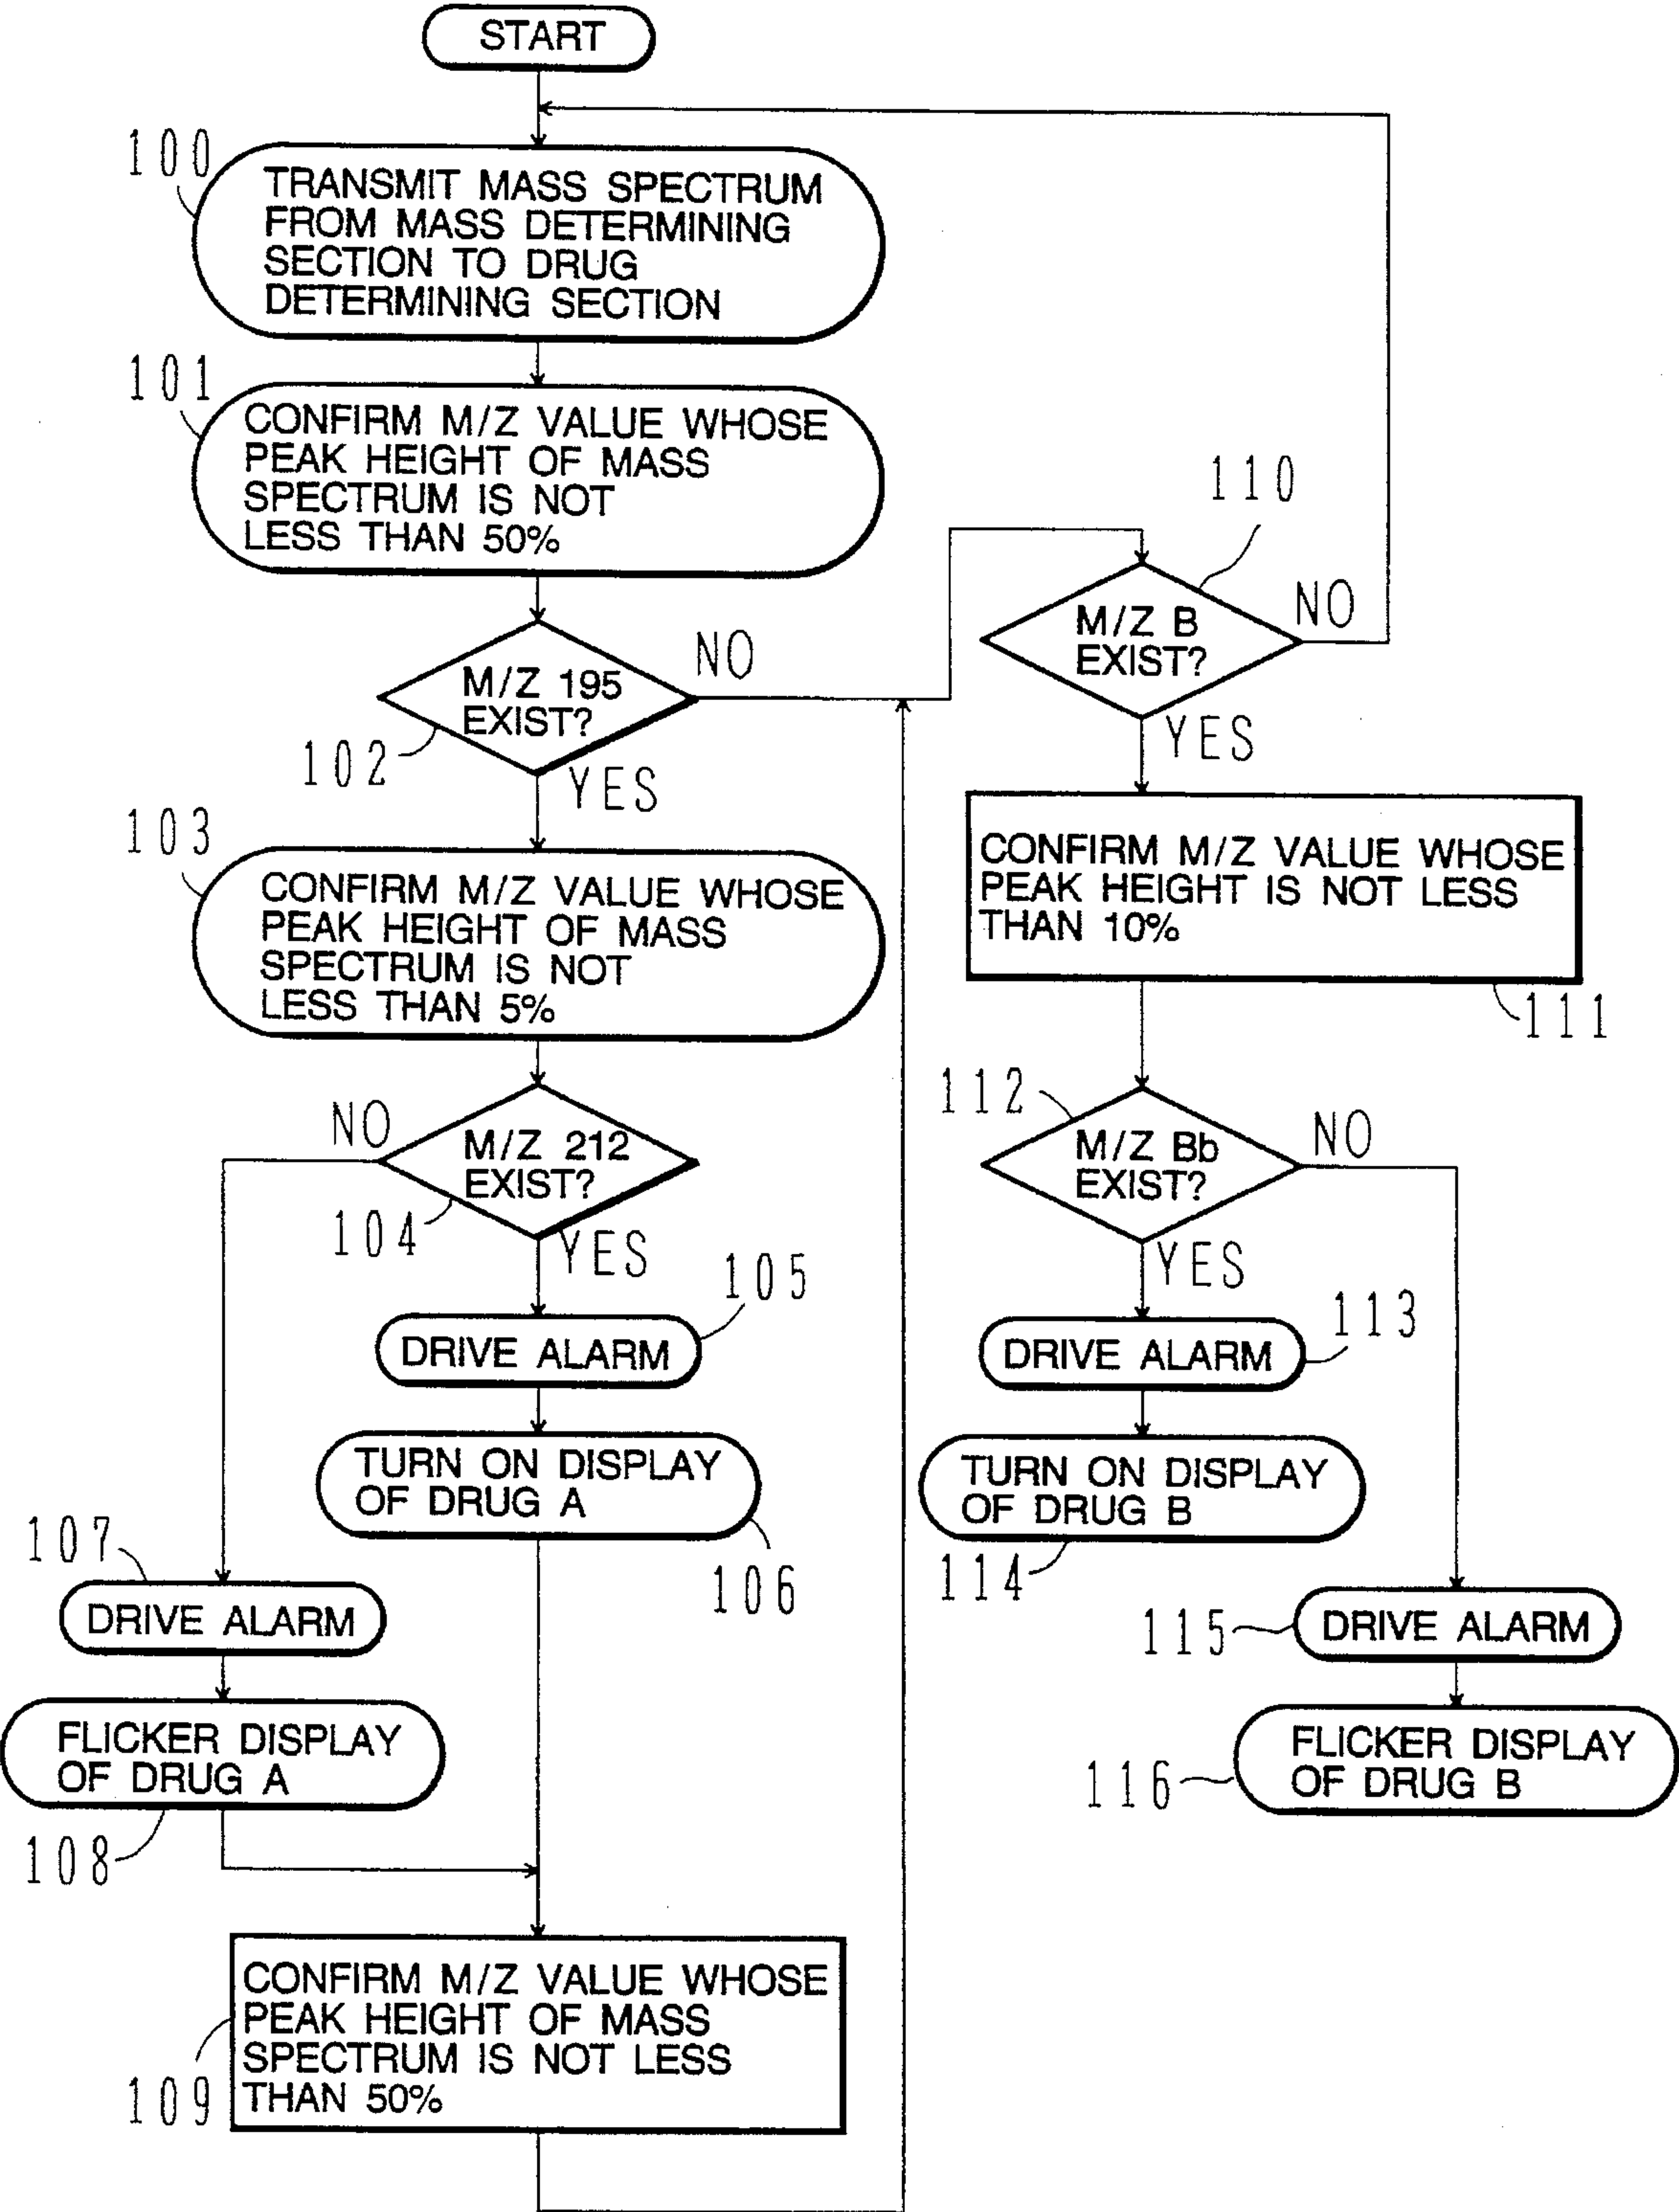 START
100
TRANSMIT MASS SPECTRUM
FROM MASS DETERMINING
SECTION TO DRUG
DETERMINING SECTION
101
CONFIRM M/Z VALUE WHOSE
PEAK HEIGHT OF MASS
SPECTRUM IS NOT
LESS THAN 50%
102
M/Z 195
EXIST?
NO
YES
103
CONFIRM M/Z VALUE WHOSE
PEAK HEIGHT OF MASS
SPECTRUM IS NOT
LESS THAN 5%
NO
M/Z 212
EXIST?
104
YES
105
DRIVE ALARM
TURN ON DISPLAY
OF DRUG A
106
107
DRIVE ALARM
FLICKER DISPLAY
OF DRUG A
108
CONFIRM M/Z VALUE WHOSE
PEAK HEIGHT OF MASS
SPECTRUM IS NOT LESS
THAN 50%
109
110
M/Z B
EXIST?
NO
YES
CONFIRM M/Z VALUE WHOSE
PEAK HEIGHT IS NOT LESS
THAN 10%
111
112
M/Z Bb
EXIST?
NO
YES
113
DRIVE ALARM
TURN ON DISPLAY
OF DRUG B
114
115
DRIVE ALARM
FLICKER DISPLAY
OF DRUG B
116